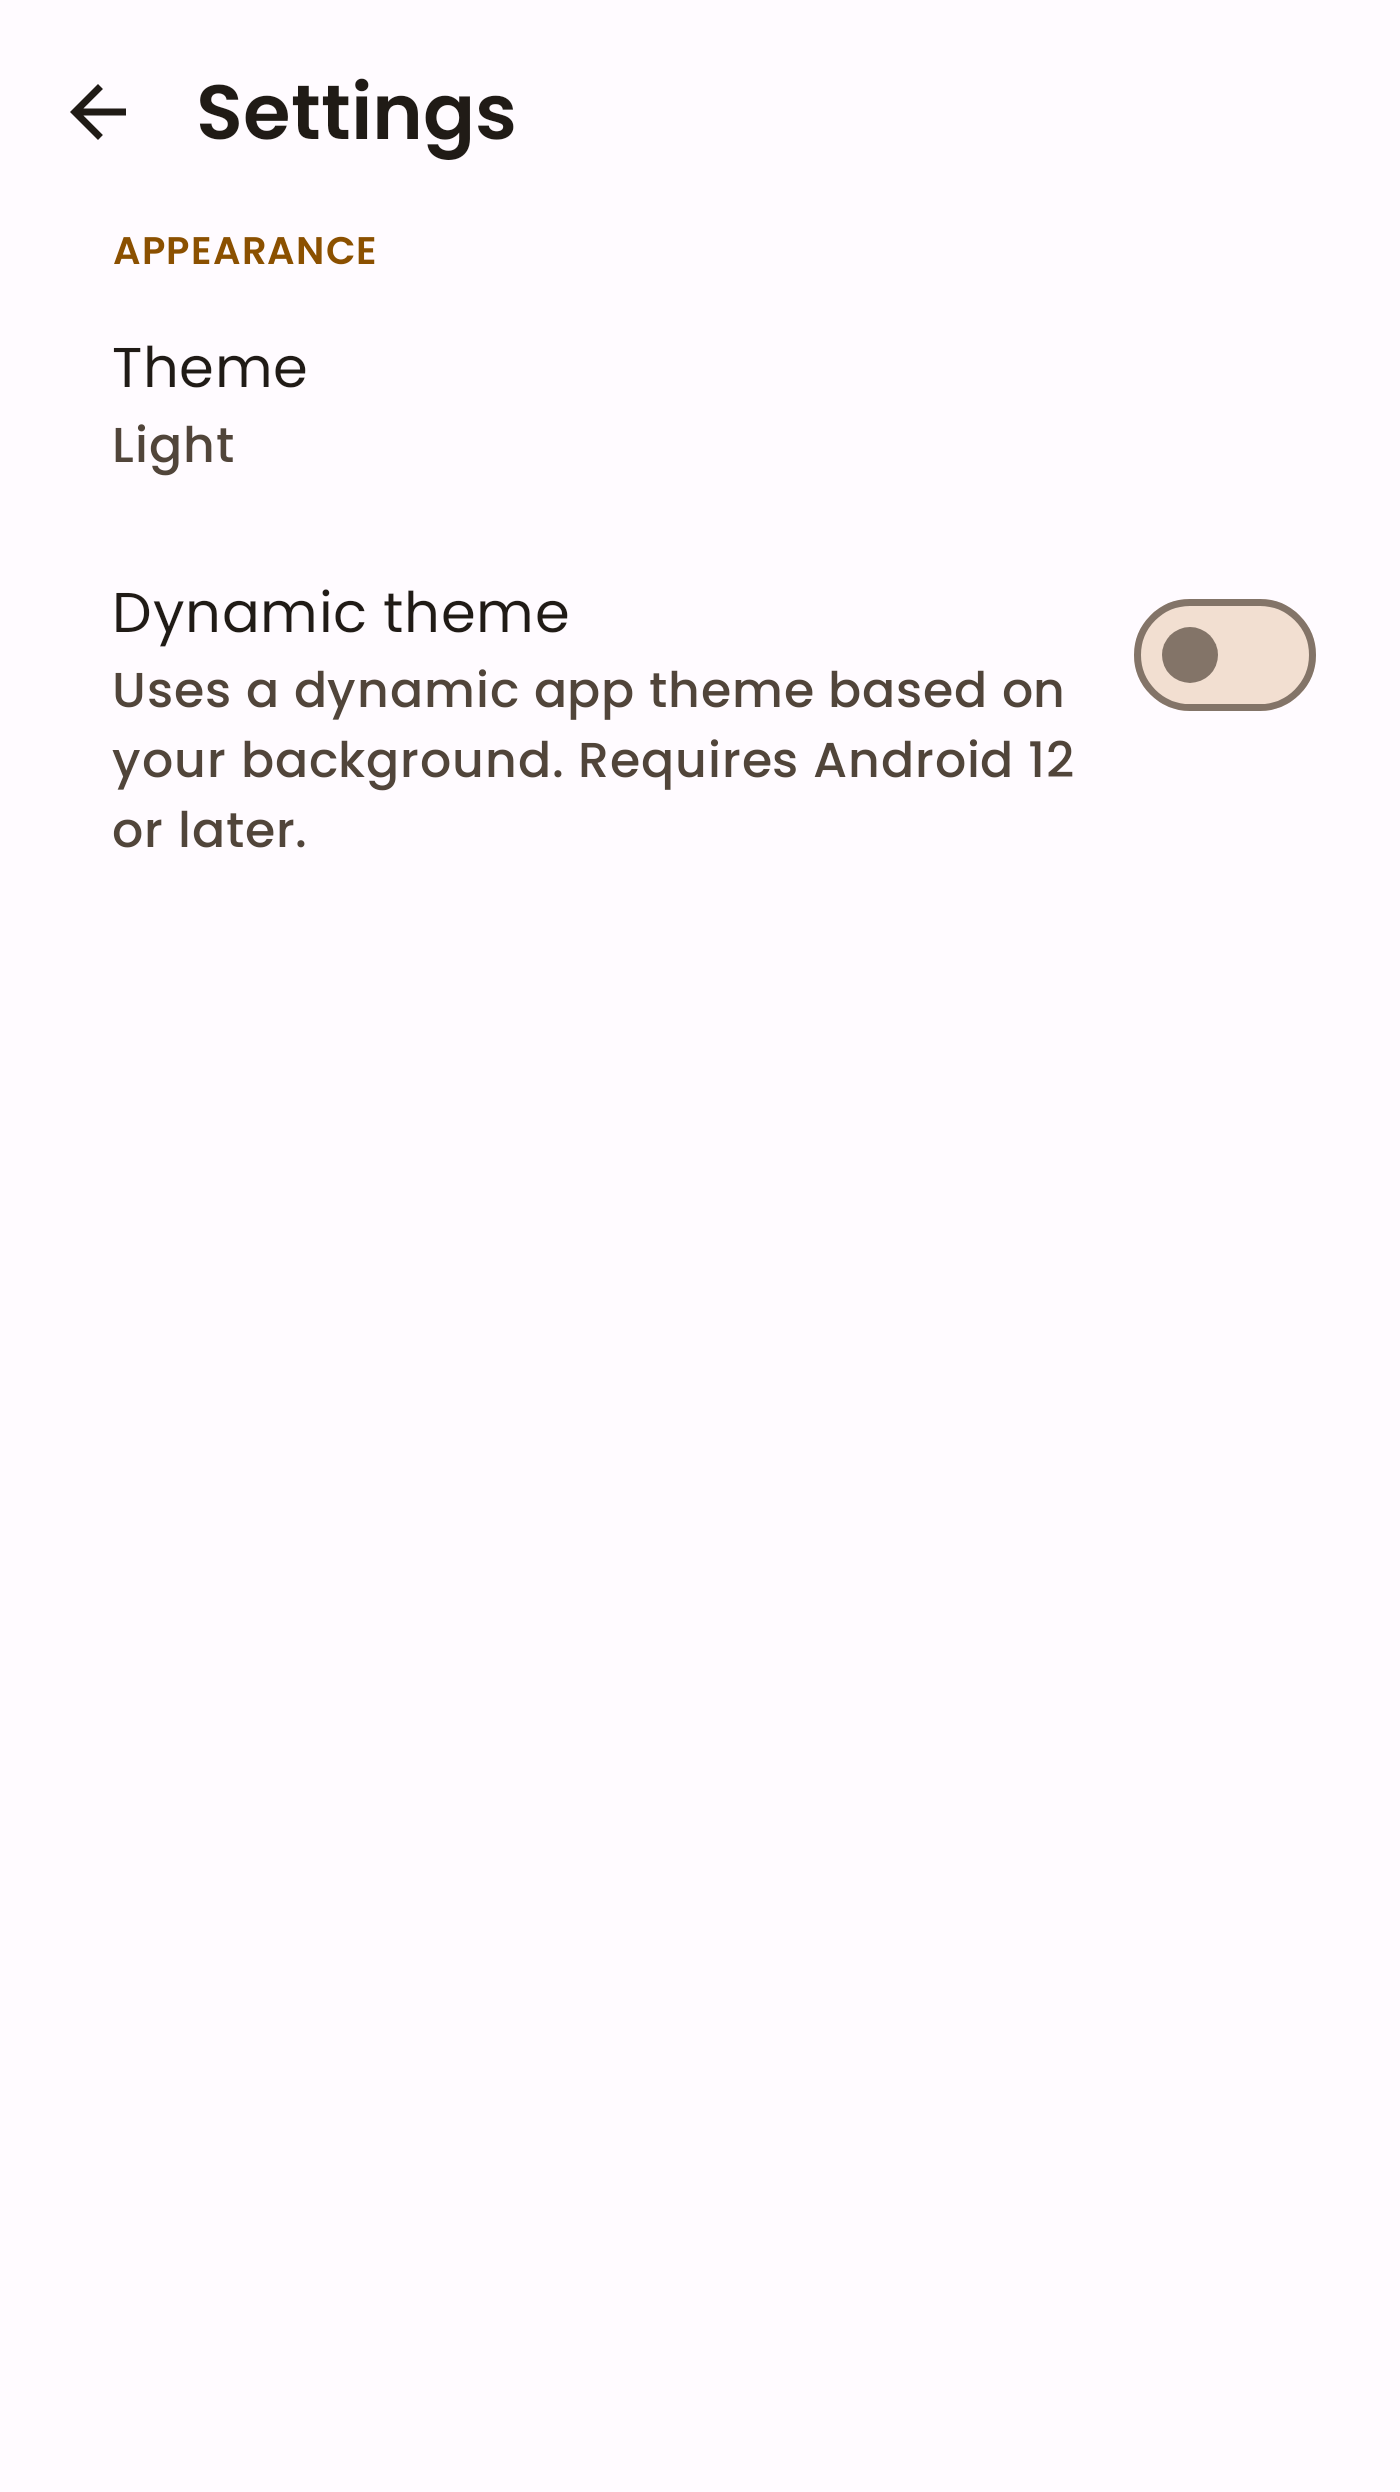 Settings
APPEARANCE
Theme
Light
Dynamic theme
Uses a dynamic app theme based on
your background. Requires Android 12
or later.